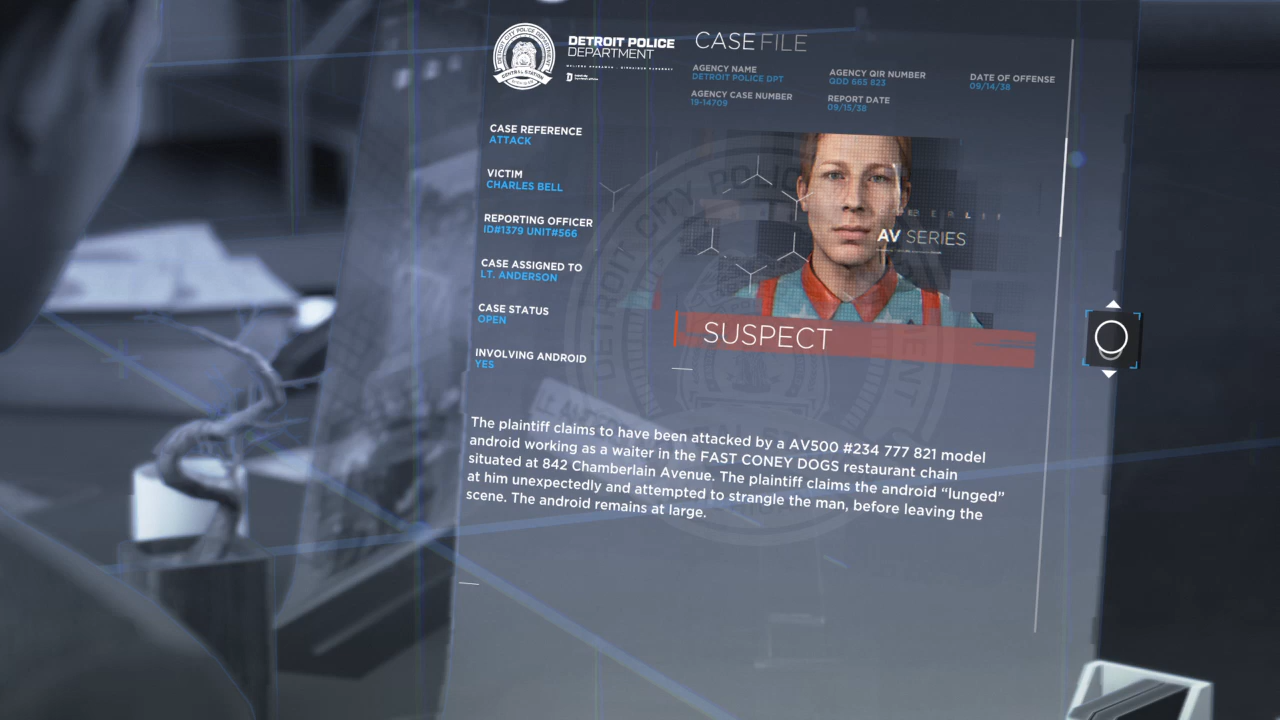 DETROIT POLICE
DEPARTMENT
CENTRAL STATION
CASE FILE
AGENCY NAME
DETROIT POLICE DPT
AGENCY QIR NUMBER
QDD 665 823
DATE OF OFFENSE
09/14/38
AGENCY CASE NUMBER
19-14709
REPORT DATE
09/15/38
CASE REFERENCE
ATTACK
VICTIM
CHARLES BELL
REPORTING OFFICER
ID#1379 UNIT#566
CASE ASSIGNED TO
LT. ANDERSON
CASE STATUS
OPEN
INVOLVING ANDROID
YES
AV SERIES
SUSPECT
DETROIT CITY POLICE
The plaintiff claims to have been attacked by a AV500 #234 777 821 model
android working as a waiter in the FAST CONEY DOGS restaurant chain
situated at 842 Chamberlain Avenue. The plaintiff claims the android “lunged”
at him unexpectedly and attempted to strangle the man, before leaving the
scene. The android remains at large.